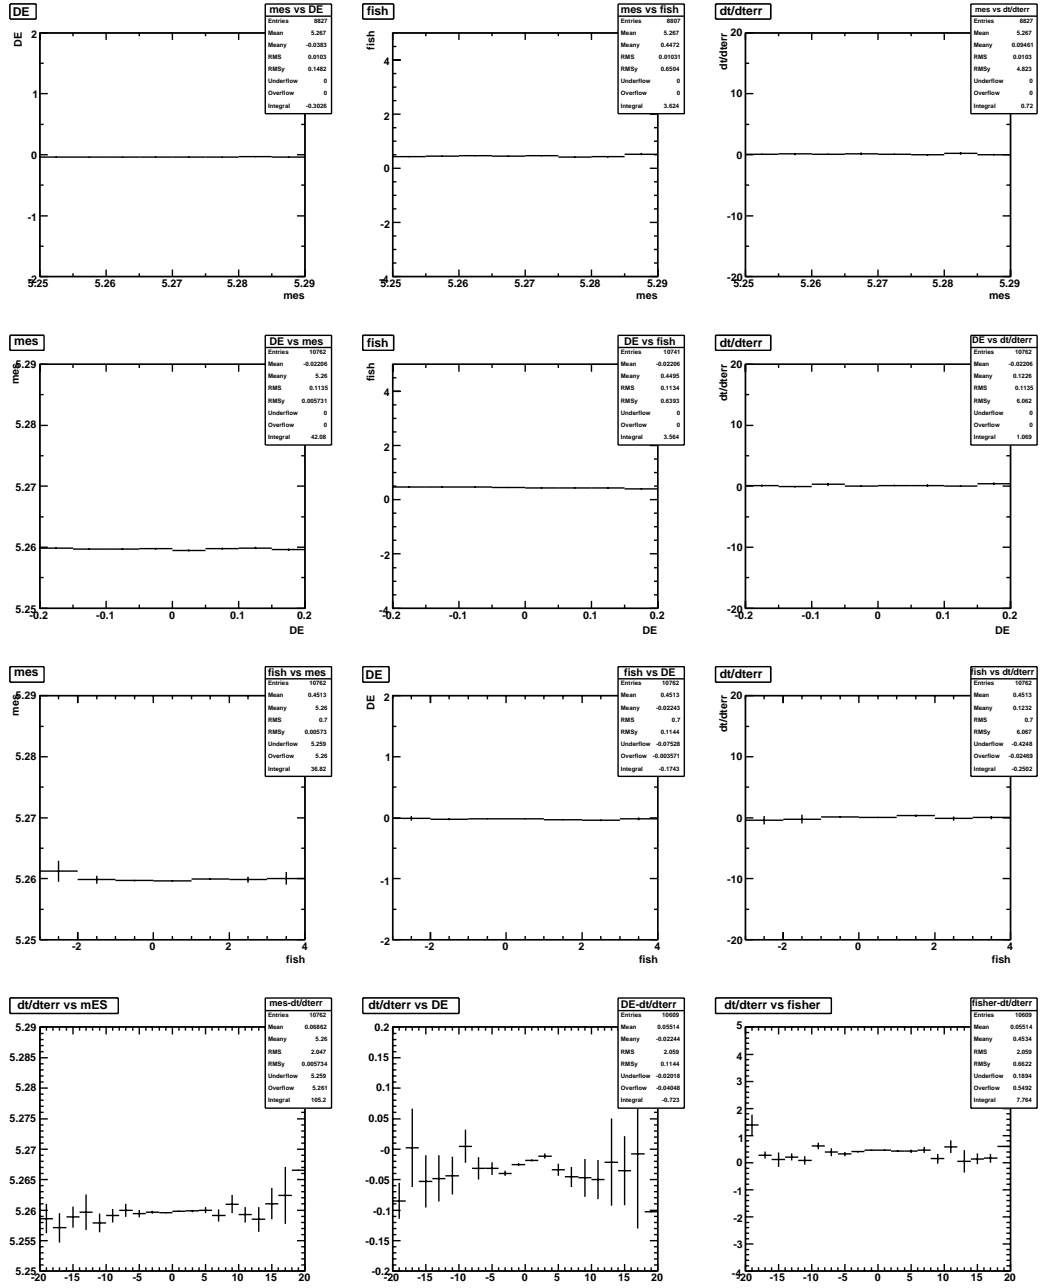 DE
mes vs DE
Entries 8827
Mean 5.267
Meany -0.0383
RMS 0.0103
RMSy 0.1482
Underflow 0
Overflow 0
Integral -0.3026
DE
2
1
0
-1
-2
5.25 5.26 5.27 5.28 5.29
mes
fish
mes vs fish
Entries 8807
Mean 5.267
Meany 0.4472
RMS 0.01031
RMSy 0.6504
Underflow 0
Overflow 0
Integral 3.624
fish
4
2
0
-2
-4
5.25 5.26 5.27 5.28 5.29
mes
dt/dterr
mes vs dt/dterr
Entries 8827
Mean 5.267
Meany 0.09461
RMS 0.0103
RMSy 4.823
Underflow 0
Overflow 0
Integral 0.72
dt/dterr
20
10
0
-10
-20
5.25 5.26 5.27 5.28 5.29
mes
mes
DE vs mes
Entries 10762
Mean -0.02206
Meany 5.26
RMS 0.1135
RMSy 0.005731
Underflow 0
Overflow 0
Integral 42.08
mes
5.29
5.28
5.27
5.26
5.25
-0.2 -0.1 0 0.1 0.2
DE
fish
DE vs fish
Entries 10741
Mean -0.02206
Meany 0.4495
RMS 0.1134
RMSy 0.6393
Underflow 0
Overflow 0
Integral 3.564
fish
4
2
0
-2
-4
-0.2 -0.1 0 0.1 0.2
DE
dt/dterr
DE vs dt/dterr
Entries 10762
Mean -0.02206
Meany 0.1226
RMS 0.1135
RMSy 6.062
Underflow 0
Overflow 0
Integral 1.069
dt/dterr
20
10
0
-10
-20
-0.2 -0.1 0 0.1 0.2
DE
mes
fish vs mes
Entries 10762
Mean 0.4513
Meany 5.26
RMS 0.7
RMSy 0.00573
Underflow 5.259
Overflow 5.26
Integral 36.82
mes
5.29
5.28
5.27
5.26
5.25
-2 0 2 4
fish
DE
fish vs DE
Entries 10762
Mean 0.4513
Meany -0.02243
RMS 0.7
RMSy 0.1144
Underflow -0.07528
Overflow -0.003571
Integral -0.1743
DE
2
1
0
-1
-2
-2 0 2 4
fish
dt/dterr
fish vs dt/dterr
Entries 10762
Mean 0.4513
Meany 0.1232
RMS 0.7
RMSy 6.067
Underflow -0.4248
Overflow -0.02469
Integral -0.2502
dt/dterr
20
10
0
-10
-20
-2 0 2 4
fish
dt/dterr vs mES
mes-dt/dterr
Entries 10762
Mean 0.06862
Meany 5.26
RMS 2.047
RMSy 0.005734
Underflow 5.259
Overflow 5.261
Integral 105.2
5.29
5.285
5.28
5.275
5.27
5.265
5.26
5.255
5.25
-20 -15 -10 -5 0 5 10 15 20
dt/dterr vs DE
DE-dt/dterr
Entries 10609
Mean 0.05514
Meany -0.02244
RMS 2.059
RMSy 0.1144
Underflow -0.02018
Overflow -0.04048
Integral -0.723
0.2
0.15
0.1
0.05
-0
-0.05
-0.1
-0.15
-0.2
-20 -15 -10 -5 0 5 10 15 20
dt/dterr vs fisher
fisher-dt/dterr
Entries 10609
Mean 0.05514
Meany 0.4534
RMS 2.059
RMSy 0.6622
Underflow 0.1894
Overflow 0.5492
Integral 7.764
5
4
3
2
1
0
-1
-2
-3
-4
-20 -15 -10 -5 0 5 10 15 20